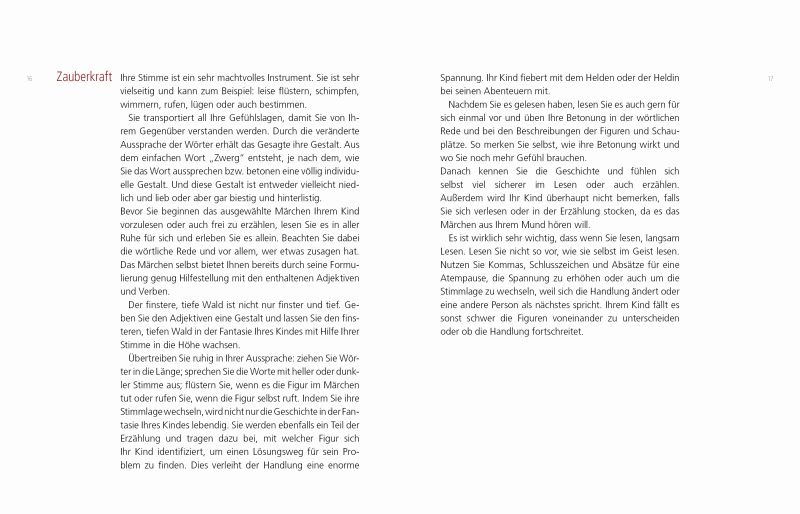 16
Zauberkraft
Ihre Stimme ist ein sehr machtvolles Instrument. Sie ist sehr
vielseitig und kann zum Beispiel: leise flüstern, schimpfen,
wimmern, rufen, lügen oder auch bestimmen.
Sie transportiert all Ihre Gefühlslagen, damit Sie von Ih-
rem Gegenüber verstanden werden. Durch die veränderte
Aussprache der Wörter erhält das Gesagte ihre Gestalt. Aus
dem einfachen Wort „Zwerg“ entsteht, je nach dem, wie
Sie das Wort aussprechen bzw. betonen eine völlig individu-
elle Gestalt. Und diese Gestalt ist entweder vielleicht nied-
lich und lieb oder aber gar biestig und hinterlistig.
Bevor Sie beginnen das ausgewählte Märchen Ihrem Kind
vorzulesen oder auch frei zu erzählen, lesen Sie es in aller
Ruhe für sich und erleben Sie es allein. Beachten Sie dabei
die wörtliche Rede und vor allem, wer etwas zusagen hat.
Das Märchen selbst bietet Ihnen bereits durch seine Formu-
lierung genug Hilfestellung mit den enthaltenen Adjektiven
und Verben.
Der finstere, tiefe Wald ist nicht nur finster und tief. Ge-
ben Sie den Adjektiven eine Gestalt und lassen Sie den fins-
teren, tiefen Wald in der Fantasie Ihres Kindes mit Hilfe Ihrer
Stimme in die Höhe wachsen.
Übertreiben Sie ruhig in Ihrer Aussprache: ziehen Sie Wör-
ter in die Länge; sprechen Sie die Worte mit heller oder dunk-
ler Stimme aus; flüstern Sie, wenn es die Figur im Märchen
tut oder rufen Sie, wenn die Figur selbst ruft. Indem Sie ihre
Stimmlage wechseln, wird nicht nur die Geschichte in der Fan-
tasie Ihres Kindes lebendig. Sie werden ebenfalls ein Teil der
Erzählung und tragen dazu bei, mit welcher Figur sich
Ihr Kind identifiziert, um einen Lösungsweg für sein Pro-
blem zu finden. Dies verleiht der Handlung eine enorme
Spannung. Ihr Kind fiebert mit dem Helden oder der Heldin
bei seinen Abenteuern mit.
Nachdem Sie es gelesen haben, lesen Sie es auch gern für
sich einmal vor und üben Ihre Betonung in der wörtlichen
Rede und bei den Beschreibungen der Figuren und Schau-
plätze. So merken Sie selbst, wie ihre Betonung wirkt und
wo Sie noch mehr Gefühl brauchen.
Danach kennen Sie die Geschichte und fühlen sich
selbst viel sicherer im Lesen oder auch erzählen.
Außerdem wird Ihr Kind überhaupt nicht bemerken, falls
Sie sich verlesen oder in der Erzählung stocken, da es das
Märchen aus Ihrem Mund hören will.
Es ist wirklich sehr wichtig, dass wenn Sie lesen, langsam
Lesen. Lesen Sie nicht so vor, wie sie selbst im Geist lesen.
Nutzen Sie Kommas, Schlusszeichen und Absätze für eine
Atempause, die Spannung zu erhöhen oder auch um die
Stimmlage zu wechseln, weil sich die Handlung ändert oder
eine andere Person als nächstes spricht. Ihrem Kind fällt es
sonst schwer die Figuren voneinander zu unterscheiden
oder ob die Handlung fortschreitet.
17